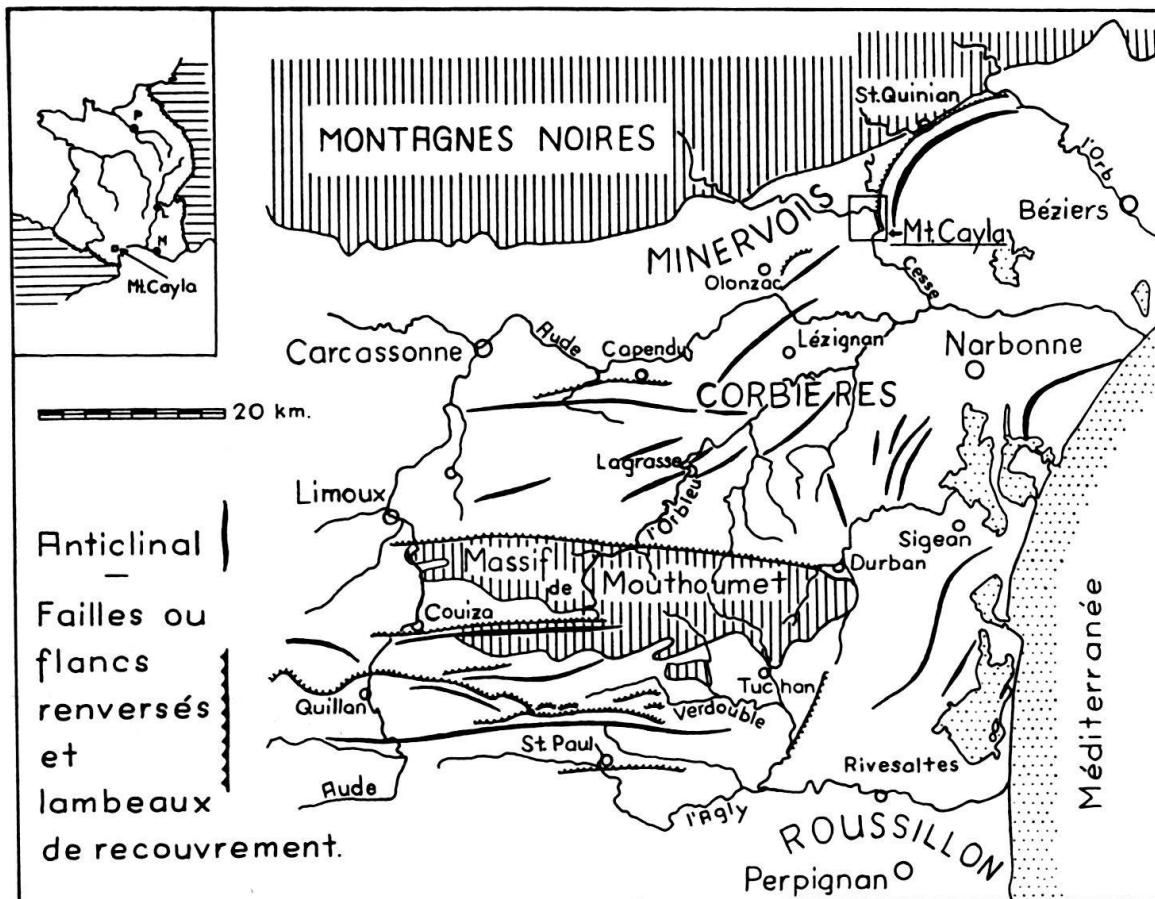 P
M
Mt.Cayla
MONTAGNES NOIRES
St.Quinian
l'Orb
Béziers
MINERVOIS
Mt.Cayla
Olonzac
Cesse
Carcassonne
Aude
Capendu
Lézignan
Narbonne
20 km.
CORBIERES
Lagrasse
l'Orbieu
Limoux
Sigean
Anticlinal
—
Failles ou
flancs
renversés
et
lambeaux
de recouvrement.
Massif
de
Mouthoumet
Durban
Couiza
Tuchan
Quillan
Verdouble
St.Paul
Aude
Rivesaltes
l'Agly
ROUSSILLON
Perpignan
Méditerranée